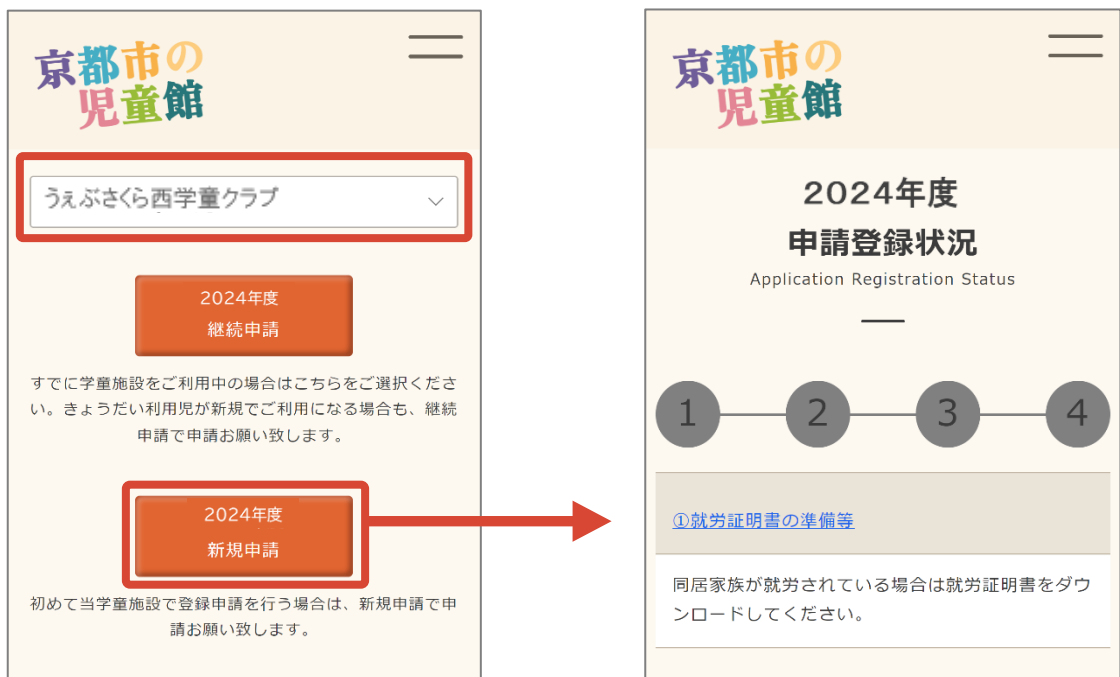 京都市の
児童館
うぇぶさくら西学童クラブ
2024年度
継続申請
すでに学童施設をご利用中の場合はこちらをご選択くださ
い。きょうだい利用児が新規でご利用になる場合も、継続
申請で申請お願い致します。
2024年度
新規申請
初めて当学童施設で登録申請を行う場合は、新規申請で申
請お願い致します。
京都市の
児童館
2024年度
申請登録状況
Application Registration Status
1 2 3 4
①就労証明書の準備等
同居家族が就労されている場合は就労証明書をダウ
ンロードしてください。